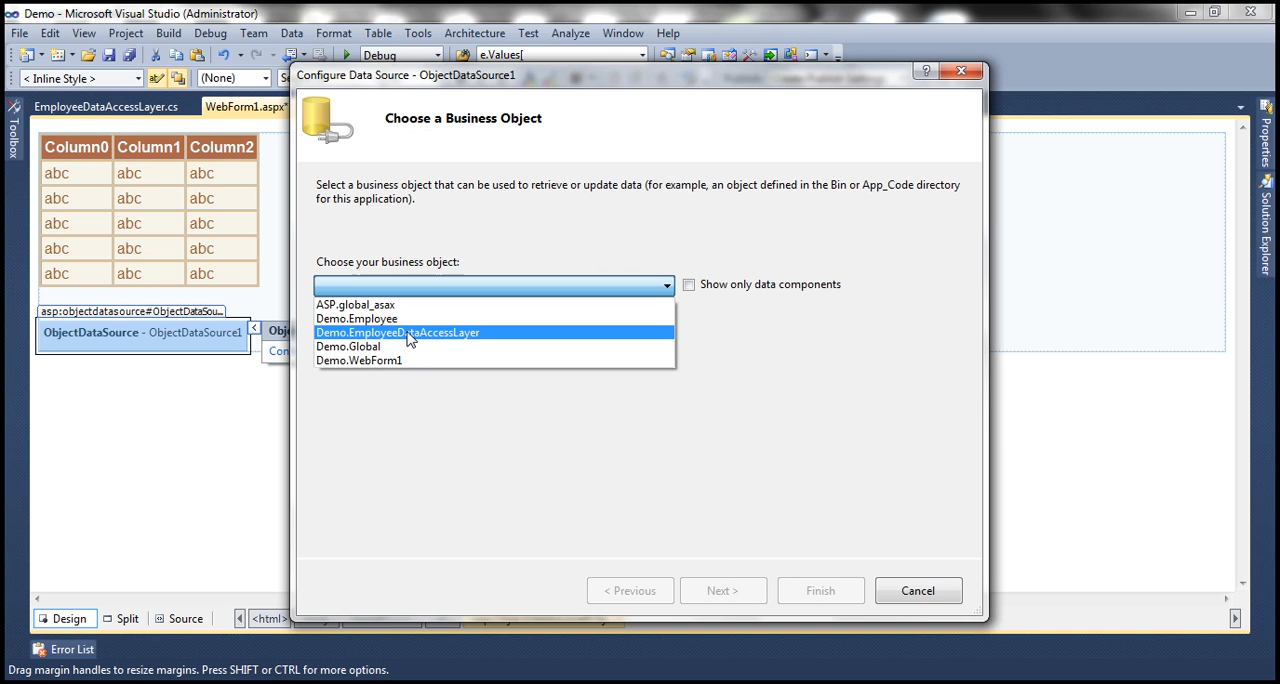 Demo - Microsoft Visual Studio (Administrator)
File Edit View Project Build Debug Team Data Format Table Tools Architecture Test Analyze Window Help
Debug e.Values[
< Inline Style > (None)
Configure Data Source - ObjectDataSource1
EmployeeDataAccessLayer.cs WebForm1.aspx*
Toolbox
Properties
Solution Explorer
Column0 Column1 Column2
abc abc abc
abc abc abc
abc abc abc
abc abc abc
abc abc abc
asp:objectdatasource#ObjectDataSou...
ObjectDataSource - ObjectDataSource1
Choose a Business Object
Select a business object that can be used to retrieve or update data (for example, an object defined in the Bin or App_Code directory
for this application).
Choose your business object:
Show only data components
ASP.global_asax
Demo.Employee
Demo.EmployeeDataAccessLayer
Demo.Global
Demo.WebForm1
< Previous Next > Finish Cancel
Design Split Source <html>
Error List
Drag margin handles to resize margins. Press SHIFT or CTRL for more options.